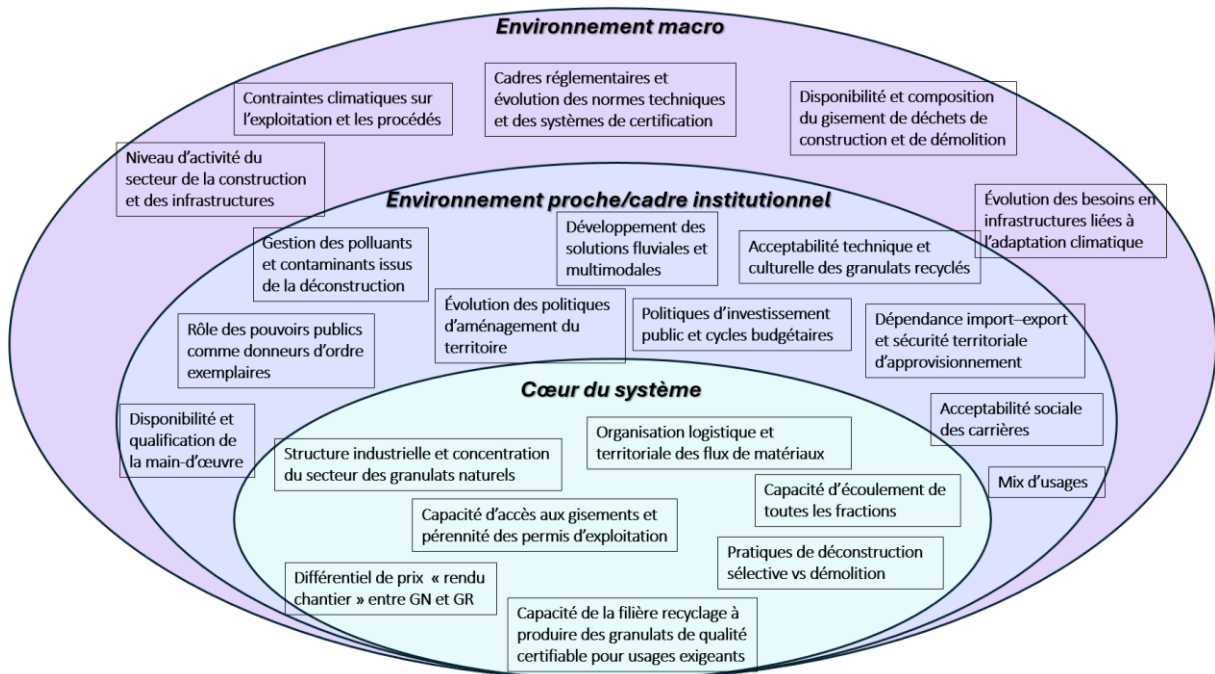 Environnement macro
Contraintes climatiques sur
l'exploitation et les procédés
Cadres réglementaires et
évolution des normes techniques
et des systèmes de certification
Disponibilité et composition
du gisement de déchets de
construction et de démolition
Niveau d'activité du
secteur de la construction
et des infrastructures
Évolution des besoins en
infrastructures liées à
l'adaptation climatique
Environnement proche/cadre institutionnel
Gestion des polluants
et contaminants issus
de la déconstruction
Développement des
solutions fluviales et
multimodales
Acceptabilité technique et
culturelle des granulats recyclés
Rôle des pouvoirs publics
comme donneurs d'ordre
exemplaires
Évolution des politiques
d'aménagement du
territoire
Politiques d'investissement
public et cycles budgétaires
Dépendance import–export
et sécurité territoriale
d'approvisionnement
Disponibilité et
qualification de
la main-d'œuvre
Acceptabilité sociale
des carrières
Mix d'usages
Cœur du système
Structure industrielle et concentration
du secteur des granulats naturels
Organisation logistique et
territoriale des flux de matériaux
Capacité d'accès aux gisements et
pérennité des permis d'exploitation
Capacité d'écoulement de
toutes les fractions
Différentiel de prix « rendu
chantier » entre GN et GR
Pratiques de déconstruction
sélective vs démolition
Capacité de la filière recyclage à
produire des granulats de qualité
certifiable pour usages exigeants